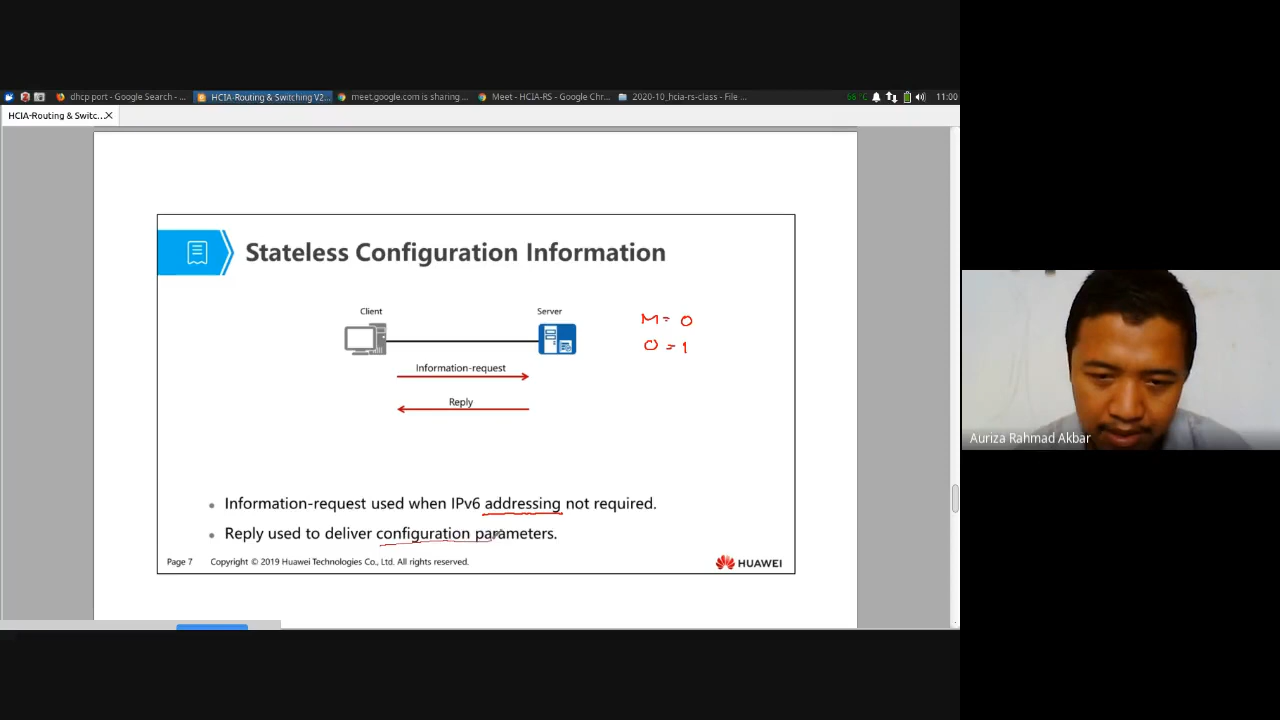 dhcp port - Google Search - ...
HCIA-Routing & Switching V2...
meet.google.com is sharing ...
Meet - HCIA-RS - Google Chr...
2020-10_hcia-rs-class - File ...
11:00
HCIA-Routing & Switc...
Stateless Configuration Information
Client
Server
M = 0
O = 1
Information-request
Reply
• Information-request used when IPv6 addressing not required.
• Reply used to deliver configuration parameters.
Page 7 Copyright © 2019 Huawei Technologies Co., Ltd. All rights reserved.
HUAWEI
Auriza Rahmad Akbar